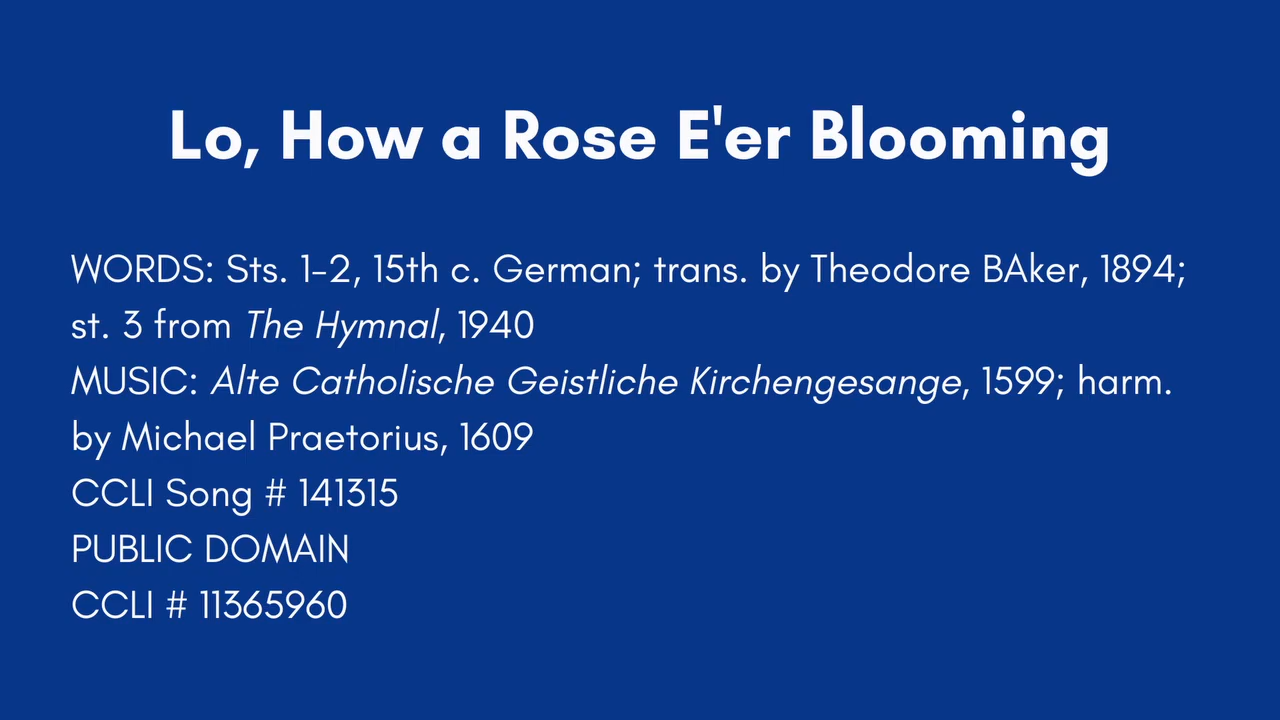 Lo, How a Rose E'er Blooming
WORDS: Sts. 1-2, 15th c. German; trans. by Theodore BAker, 1894;
st. 3 from The Hymnal, 1940
MUSIC: Alte Catholische Geistliche Kirchengesange, 1599; harm.
by Michael Praetorius, 1609
CCLI Song # 141315
PUBLIC DOMAIN
CCLI # 11365960